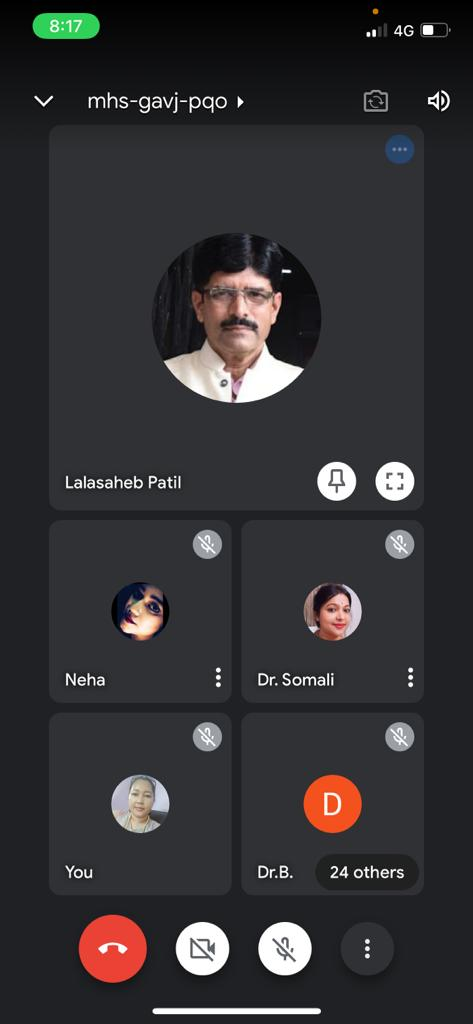 8:17
4G
mhs-gavj-pqo
Lalasaheb Patil
Neha
Dr. Somali
You
D
Dr.B.
24 others